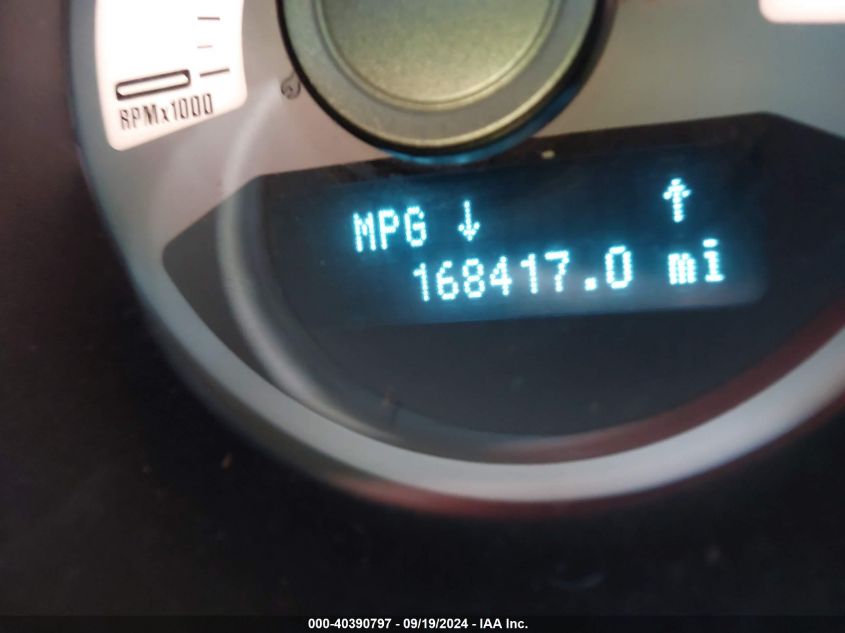 RPMx1000
MPG ↓ ↑
168417.0 mi
000-40390797 - 09/19/2024 - IAA Inc.